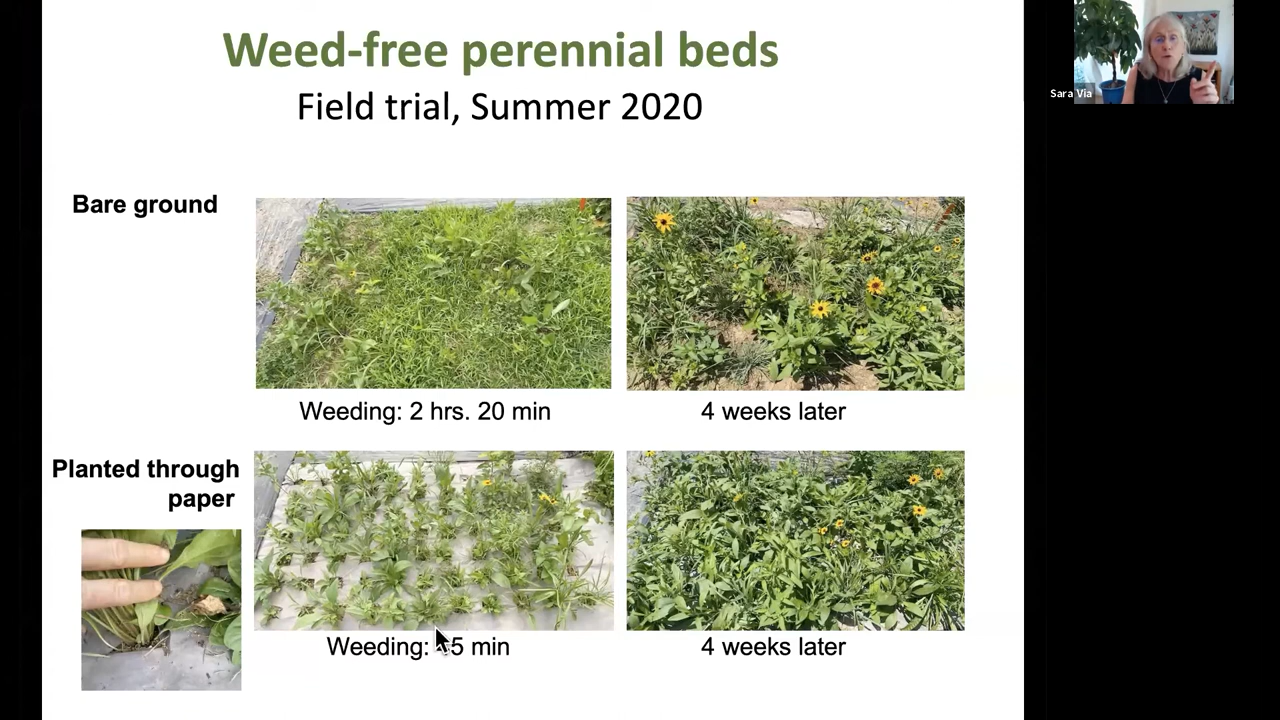 Weed-free perennial beds
Field trial, Summer 2020
Sara Via
Bare ground
Weeding: 2 hrs. 20 min
4 weeks later
Planted through
paper
Weeding: 5 min
4 weeks later